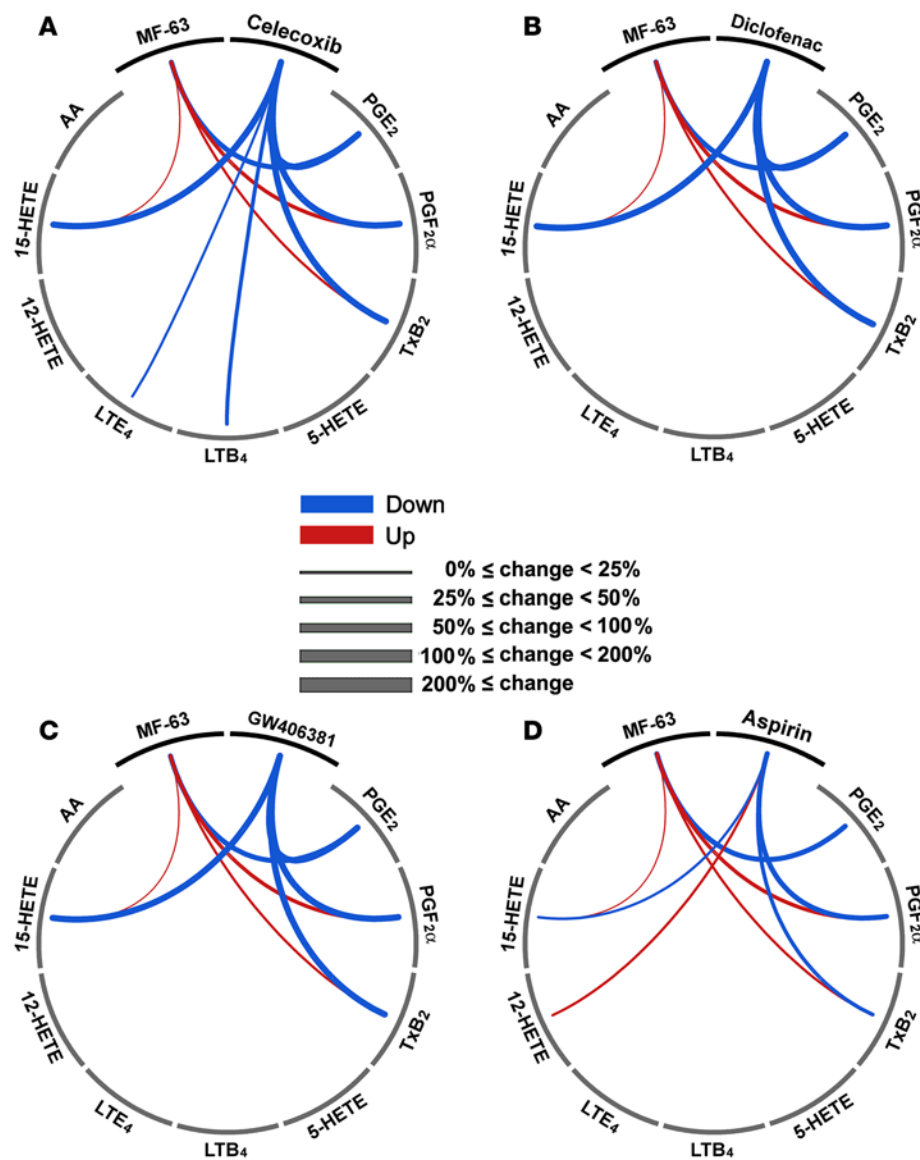 A
MF-63
Celecoxib
AA
PGE2
15-HETE
PGF2α
12-HETE
TxB2
LTE4
5-HETE
LTB4
B
MF-63
Diclofenac
AA
PGE2
15-HETE
PGF2α
12-HETE
TxB2
LTE4
5-HETE
LTB4
Down
Up
0% ≤ change < 25%
25% ≤ change < 50%
50% ≤ change < 100%
100% ≤ change < 200%
200% ≤ change
C
MF-63
GW406381
AA
PGE2
15-HETE
PGF2α
12-HETE
TxB2
LTE4
5-HETE
LTB4
D
MF-63
Aspirin
AA
PGE2
15-HETE
PGF2α
12-HETE
TxB2
LTE4
5-HETE
LTB4